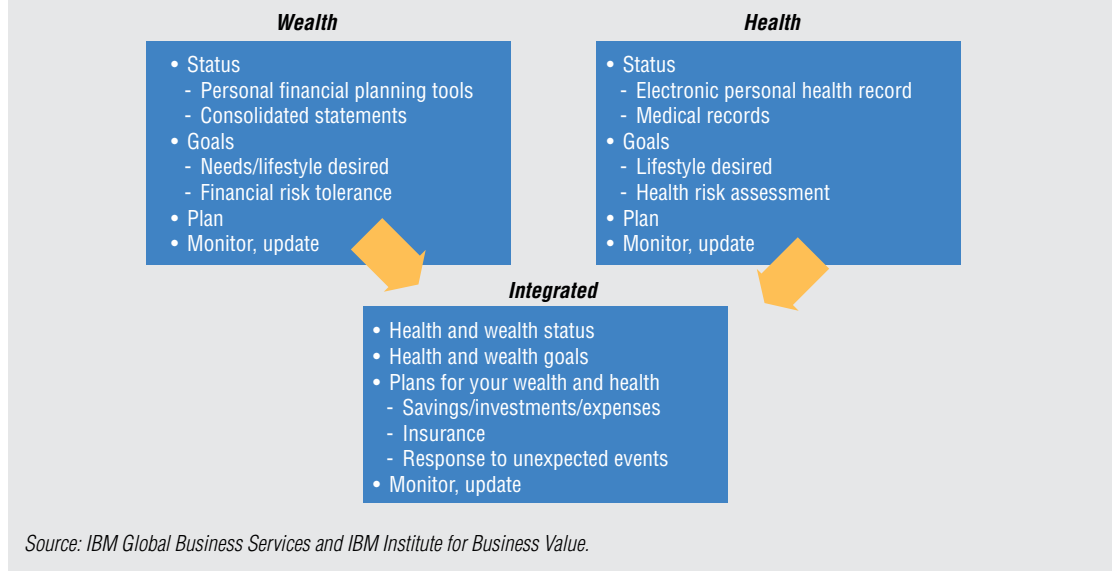 Wealth
• Status
- Personal financial planning tools
- Consolidated statements
• Goals
- Needs/lifestyle desired
- Financial risk tolerance
• Plan
• Monitor, update
Health
• Status
- Electronic personal health record
- Medical records
• Goals
- Lifestyle desired
- Health risk assessment
• Plan
• Monitor, update
Integrated
• Health and wealth status
• Health and wealth goals
• Plans for your wealth and health
- Savings/investments/expenses
- Insurance
- Response to unexpected events
• Monitor, update
Source: IBM Global Business Services and IBM Institute for Business Value.